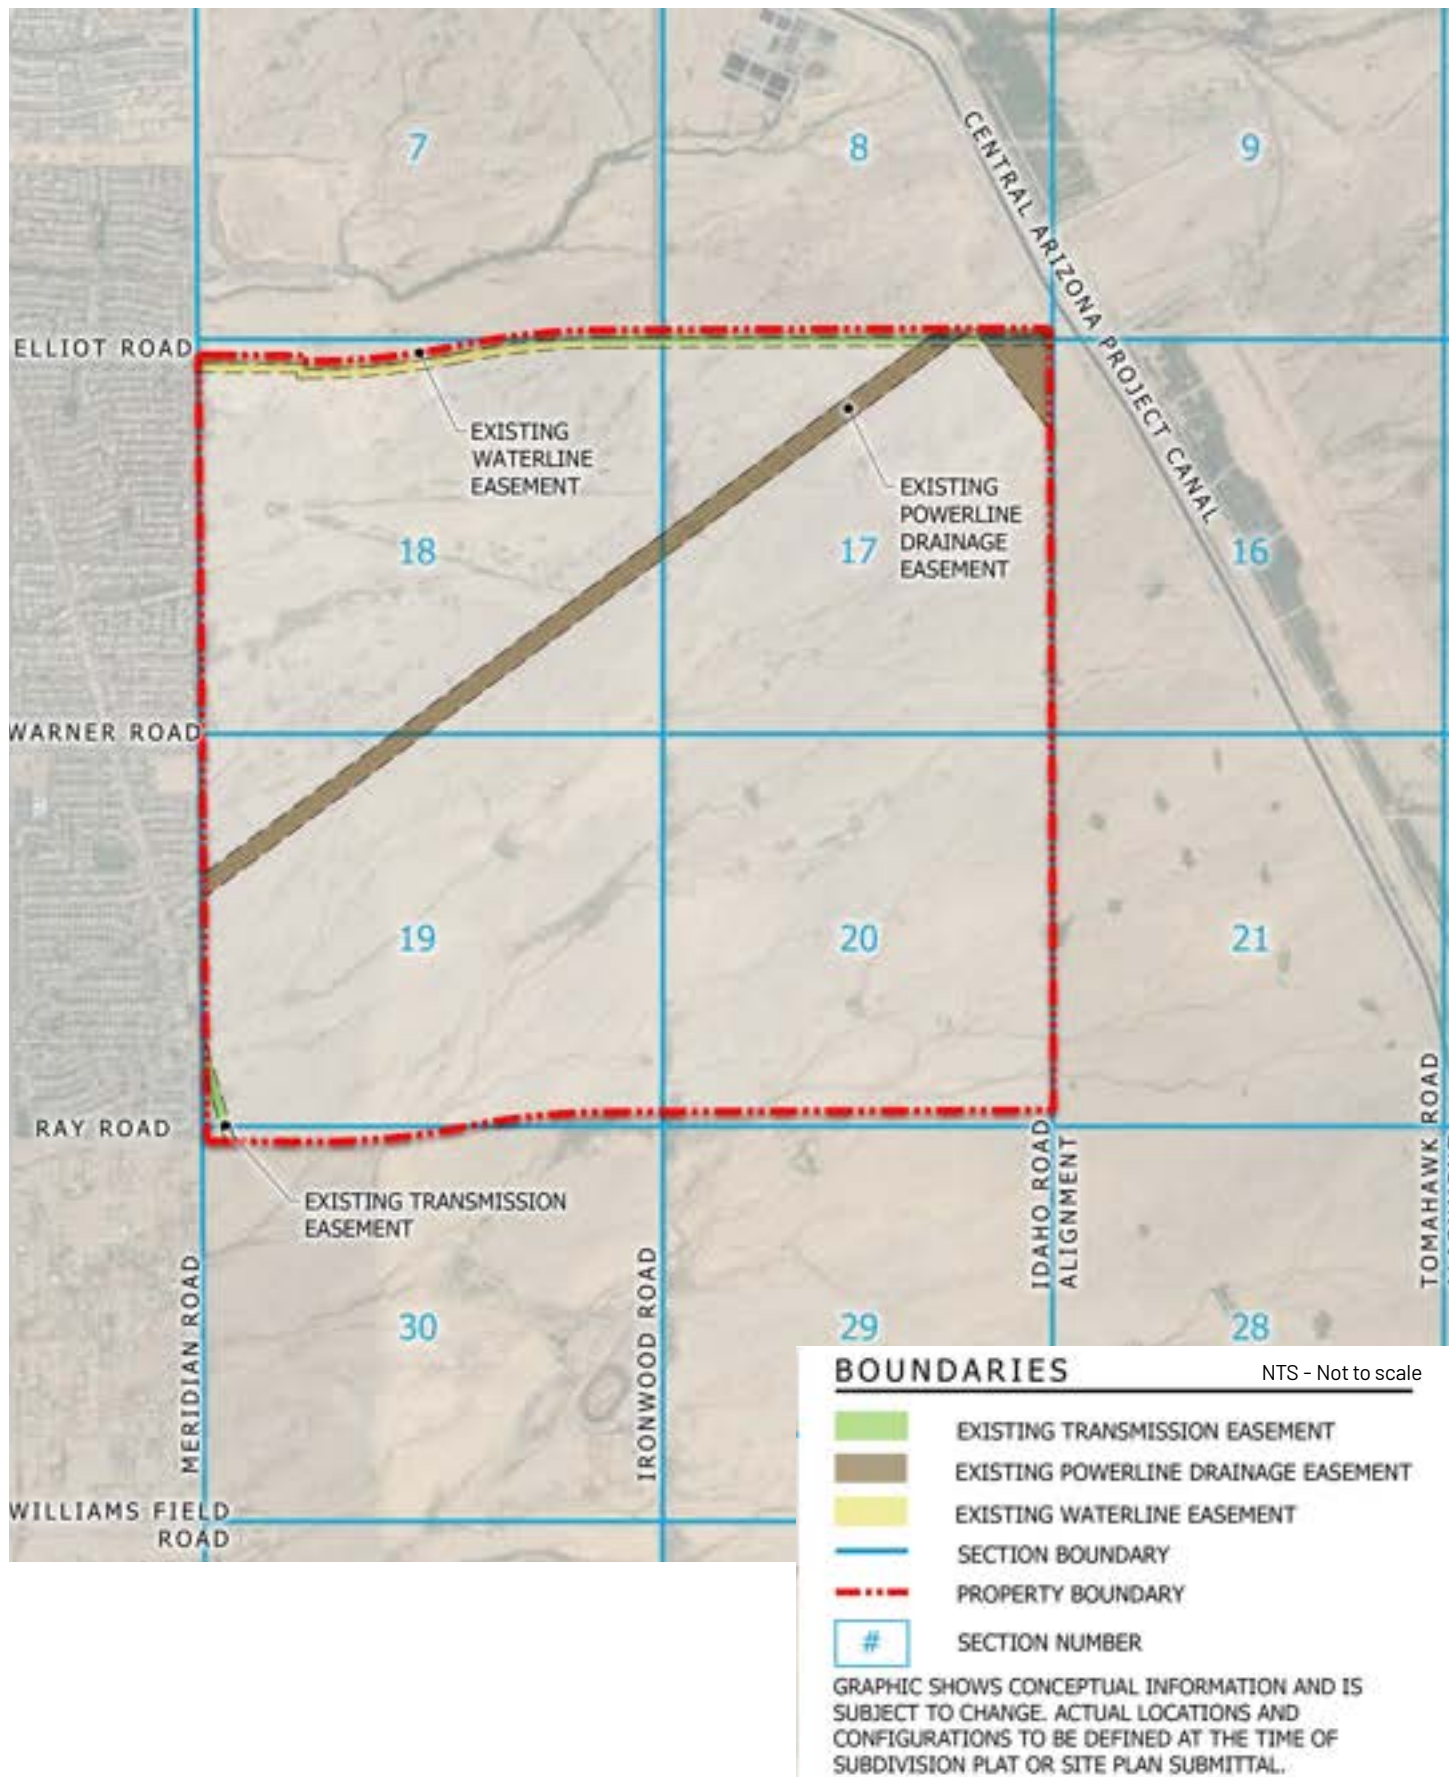 7
8
9
CENTRAL ARIZONA PROJECT CANAL
ELLIOT ROAD
EXISTING
WATERLINE
EASEMENT
EXISTING
POWERLINE
DRAINAGE
EASEMENT
18
17
16
WARNER ROAD
19
20
21
RAY ROAD
EXISTING TRANSMISSION
EASEMENT
MERIDIAN ROAD
IRONWOOD ROAD
IDAHO ROAD
ALIGNMENT
TOMAHAWK ROAD
30
29
28
WILLIAMS FIELD
ROAD
BOUNDARIES
NTS - Not to scale
EXISTING TRANSMISSION EASEMENT
EXISTING POWERLINE DRAINAGE EASEMENT
EXISTING WATERLINE EASEMENT
SECTION BOUNDARY
PROPERTY BOUNDARY
# SECTION NUMBER
GRAPHIC SHOWS CONCEPTUAL INFORMATION AND IS
SUBJECT TO CHANGE. ACTUAL LOCATIONS AND
CONFIGURATIONS TO BE DEFINED AT THE TIME OF
SUBDIVISION PLAT OR SITE PLAN SUBMITTAL.